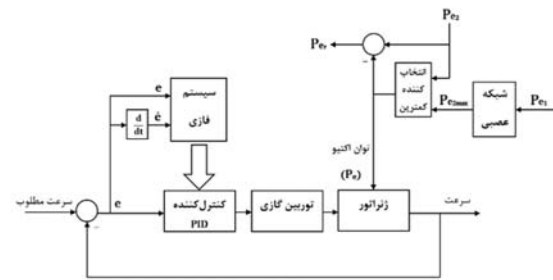 Pe₂
Peᵣ
انتخاب
کننده
کمترین
Pe₂max
شبکه
عصبی
Pe₁
e
سیستم
فازی
d
dt
ė
توان اکتیو
(Pe)
سرعت مطلوب
e
کنترل‌کننده
PID
توربین گازی
ژنراتور
سرعت